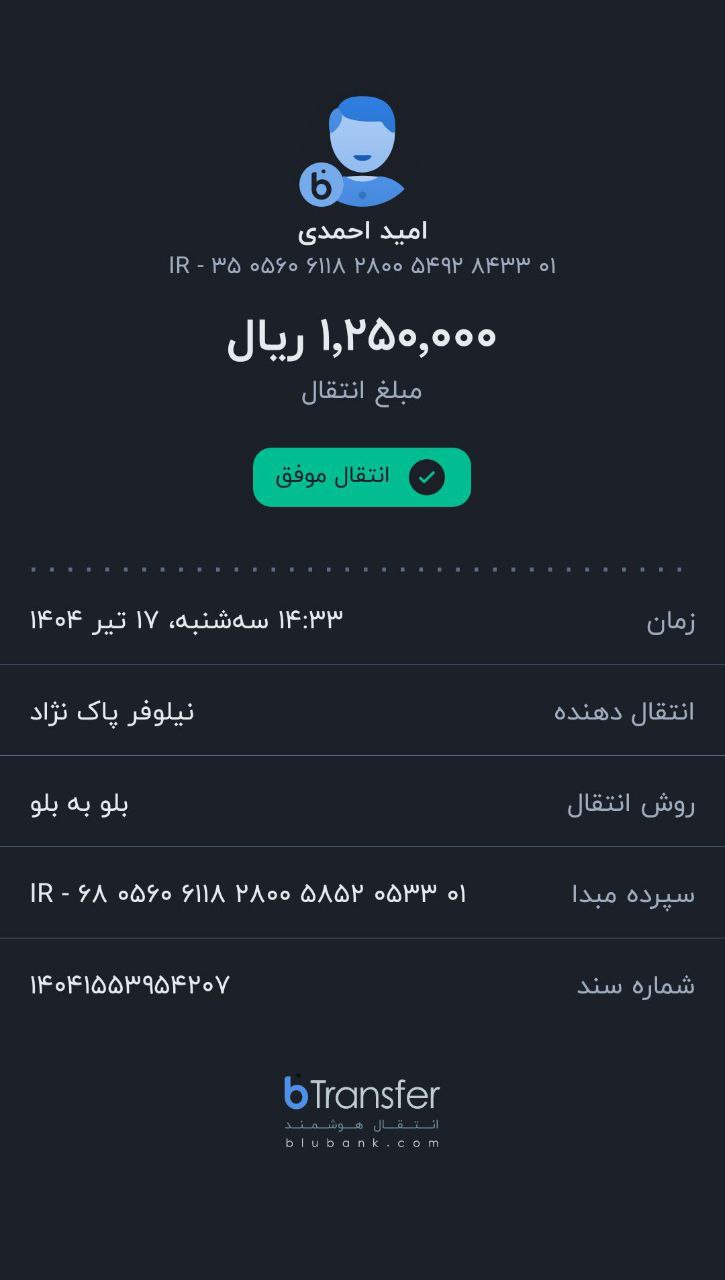 امید احمدی
IR - ۳۵ ۰۵۶۰ ۶۱۱۸ ۲۸۰۰ ۵۴۹۲ ۸۴۳۳ ۰۱
۱,۲۵۰,۰۰۰ ریال
مبلغ انتقال
انتقال موفق
زمان ۱۴:۳۳ سه‌شنبه، ۱۷ تیر ۱۴۰۴
انتقال دهنده نیلوفر پاک نژاد
روش انتقال بلو به بلو
سپرده مبدا IR - ۶۸ ۰۵۶۰ ۶۱۱۸ ۲۸۰۰ ۵۸۵۲ ۰۵۳۳ ۰۱
شماره سند ۱۴۰۴۱۵۵۳۹۵۴۲۰۷
bTransfer
انتقال هوشمند
blubank.com